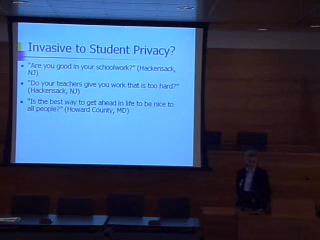 Invasive to Student Privacy?
"Are you good in your schoolwork?" (Hackensack,
NJ)
"Do your teachers give you work that is too hard?"
(Hackensack, NJ)
"Is the best way to get ahead in life to be nice to
all people?" (Howard County, MD)